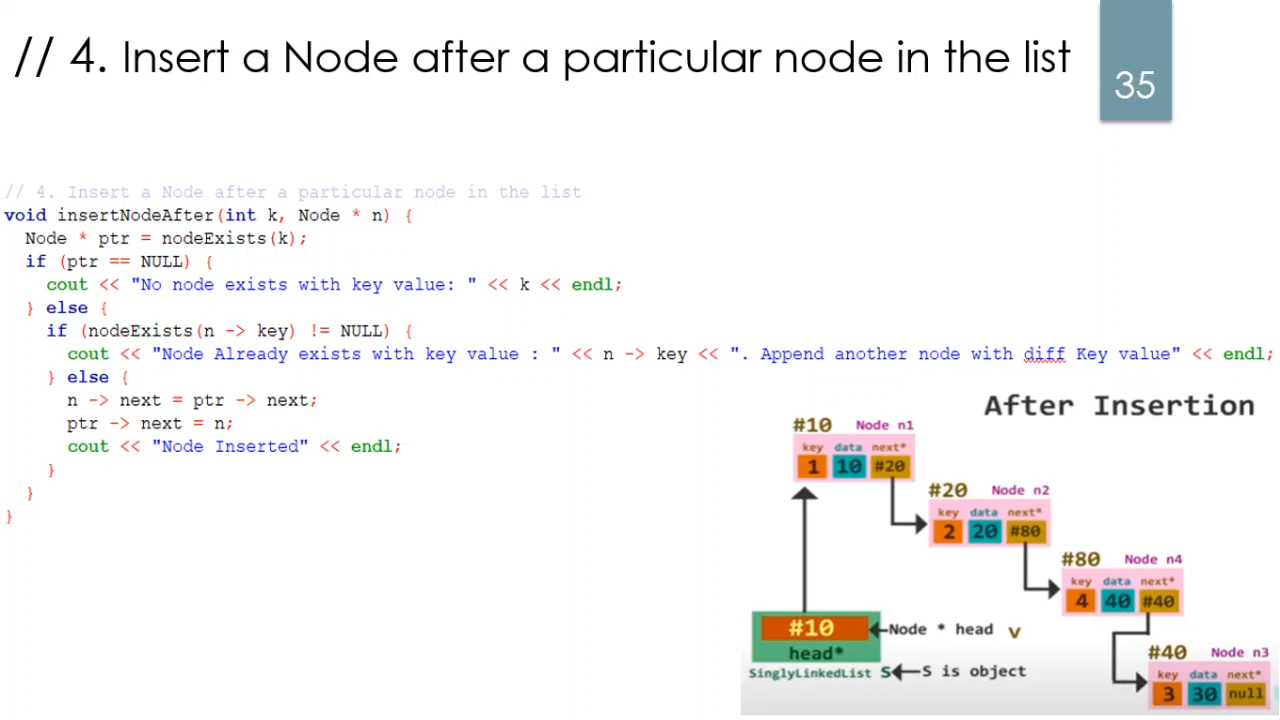 // 4. Insert a Node after a particular node in the list
35
// 4. Insert a Node after a particular node in the list
void insertNodeAfter(int k, Node * n) {
Node * ptr = nodeExists(k);
if (ptr == NULL) {
cout << "No node exists with key value: " << k << endl;
} else {
if (nodeExists(n -> key) != NULL) {
cout << "Node Already exists with key value : " << n -> key << ". Append another node with diff Key value" << endl;
} else {
n -> next = ptr -> next;
ptr -> next = n;
cout << "Node Inserted" << endl;
}
}
}
After Insertion
#10 Node n1
key data next*
1 10 #20
#20 Node n2
key data next*
2 20 #80
#80 Node n4
key data next*
4 40 #40
#40 Node n3
key data next*
3 30 null
#10
Node * head v
head*
SinglyLinkedList S
S is object